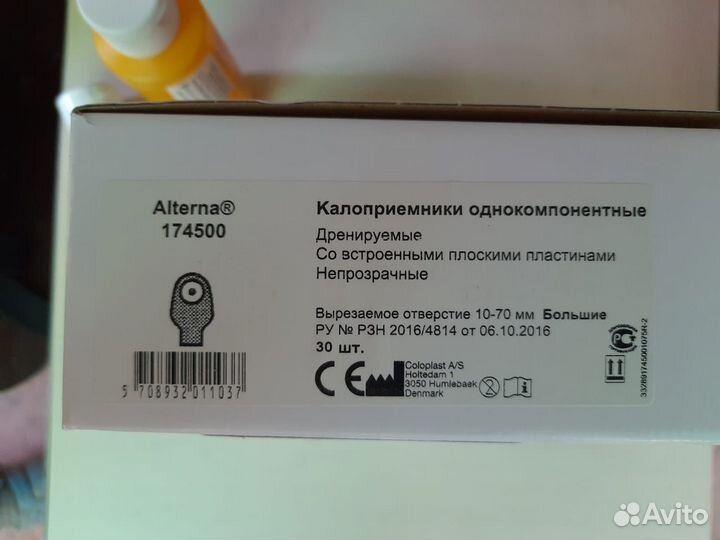 Alterna®
174500
Калоприемники однокомпонентные
Дренируемые
Со встроенными плоскими пластинами
Непрозрачные
Вырезаемое отверстие 10-70 мм Большие
РУ № РЗН 2016/4814 от 06.10.2016
30 шт.
CE
Coloplast A/S
Holtedam 1
3050 Humlebaek
Denmark
5 708932 011037
Avito